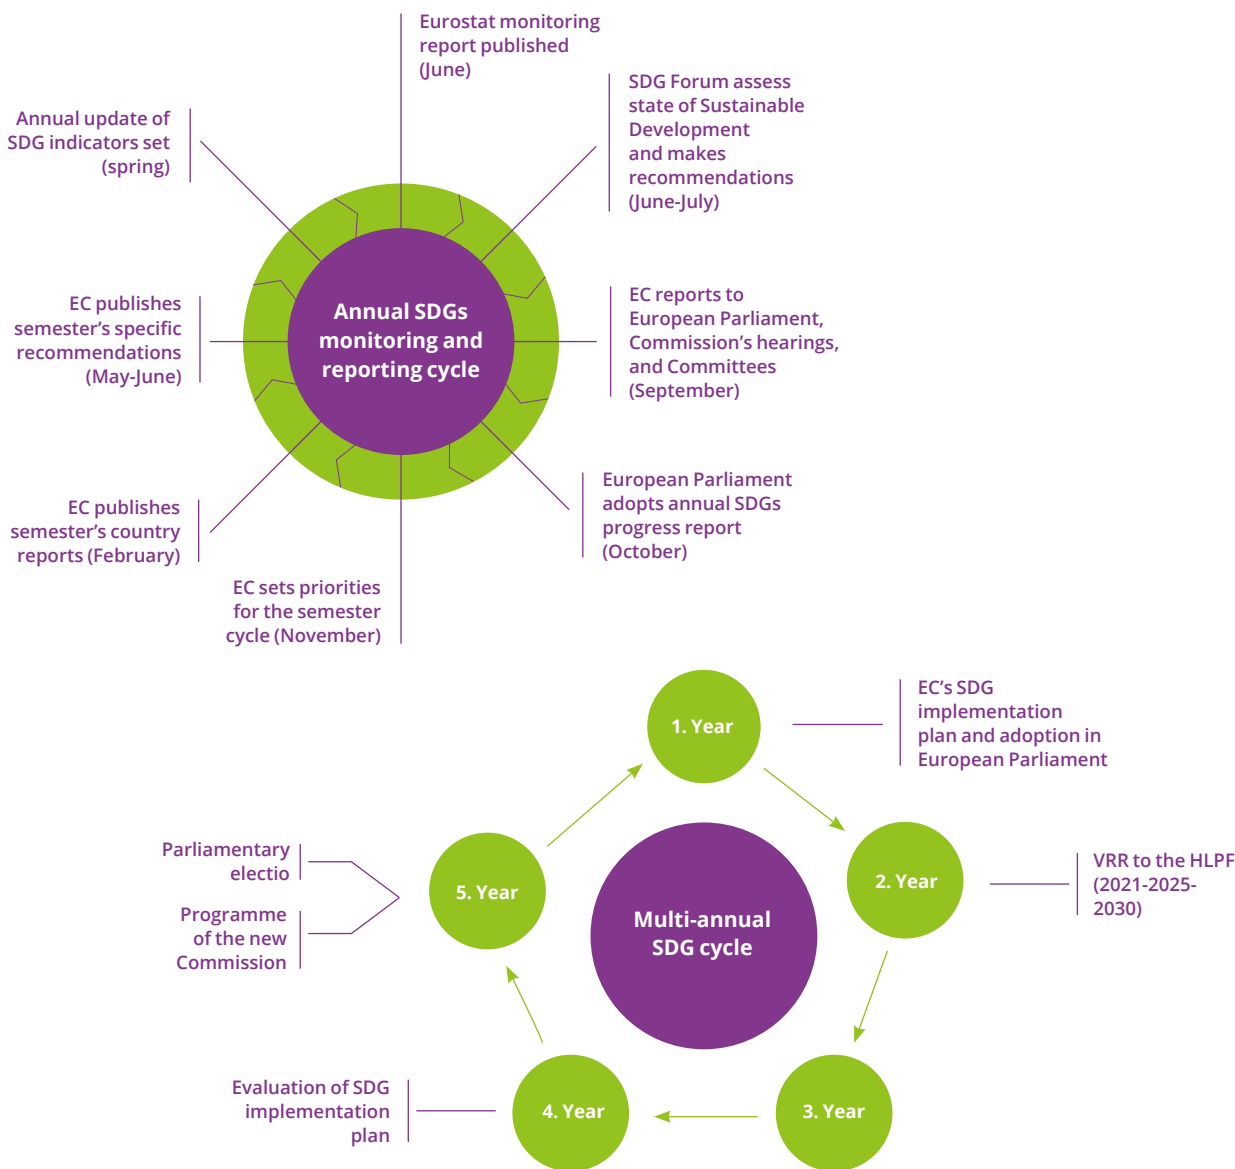 Eurostat monitoring
report published
(June)
SDG Forum assess
state of Sustainable
Development
and makes
recommendations
(June-July)
EC reports to
European Parliament,
Commission’s hearings,
and Committees
(September)
European Parliament
adopts annual SDGs
progress report
(October)
EC sets priorities
for the semester
cycle (November)
EC publishes
semester’s country
reports (February)
EC publishes
semester’s specific
recommendations
(May-June)
Annual update of
SDG indicators set
(spring)
Annual SDGs
monitoring and
reporting cycle
1. Year
EC’s SDG
implementation
plan and adoption in
European Parliament
2. Year
VRR to the HLPF
(2021-2025-
2030)
3. Year
4. Year
Evaluation of SDG
implementation
plan
5. Year
Parliamentary
electio
Programme
of the new
Commission
Multi-annual
SDG cycle